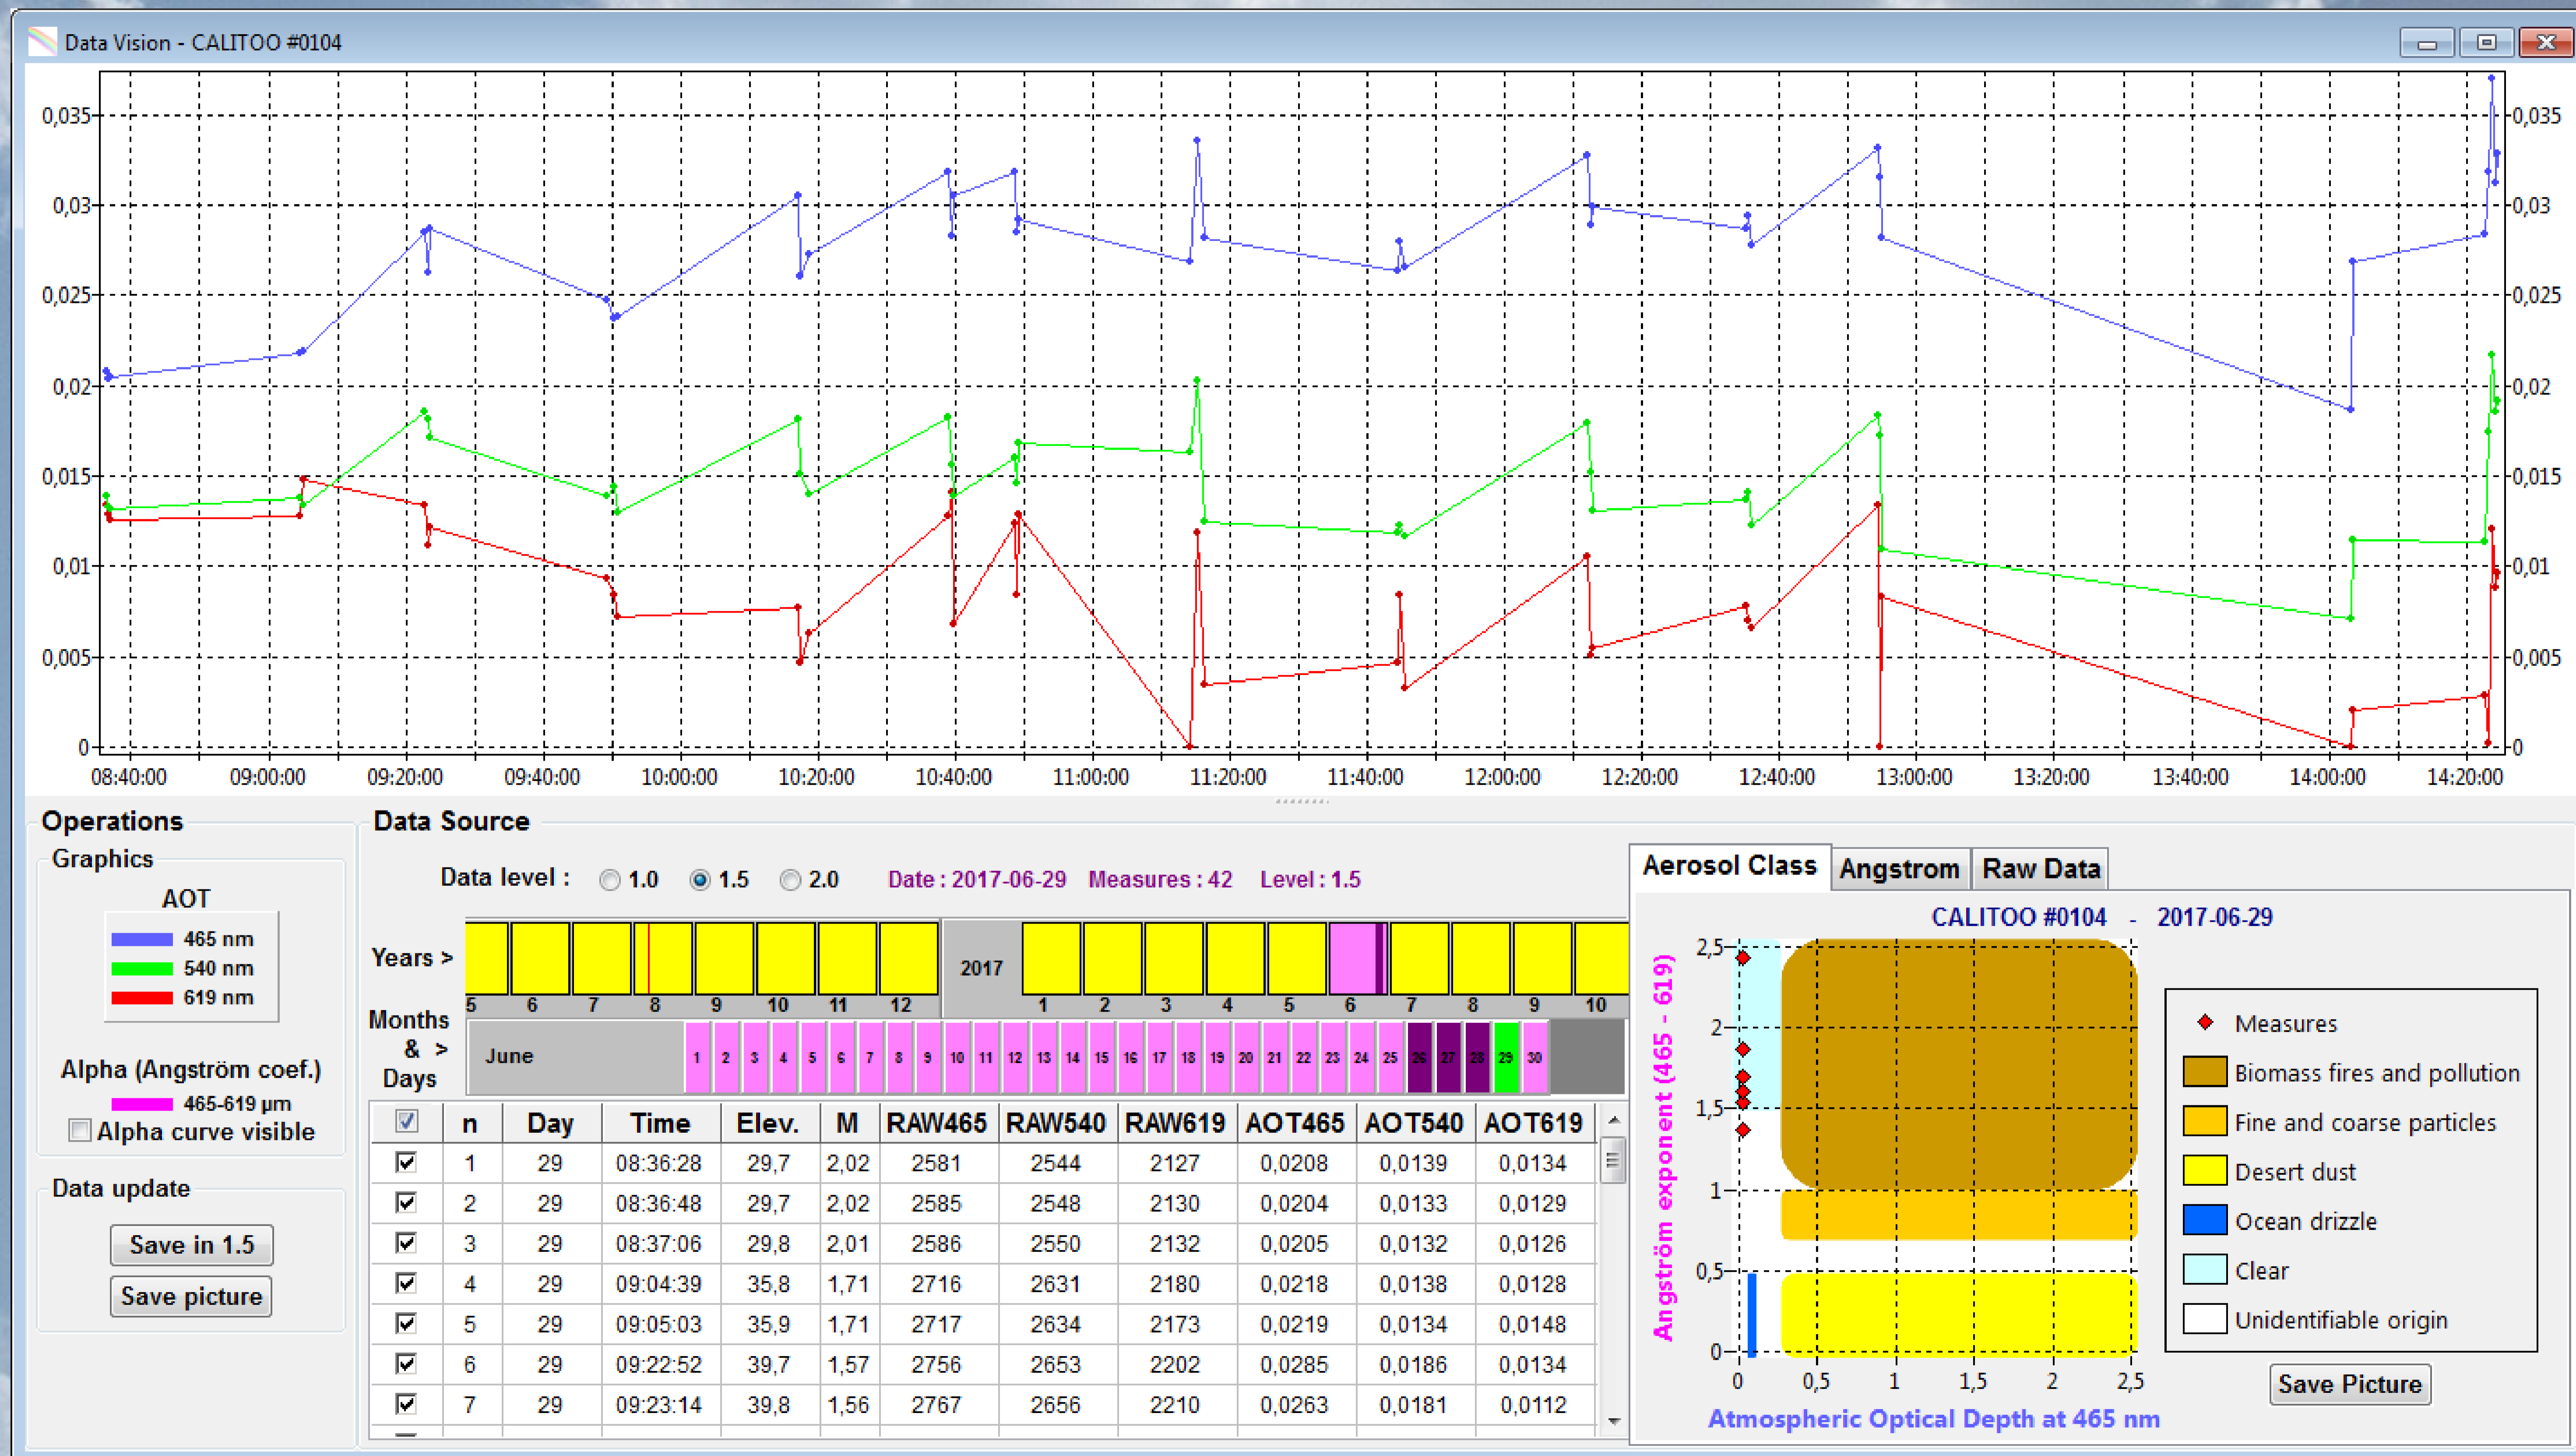 Data Vision - CALITOO #0104
0,035 0,035
0,03 0,03
0,025 0,025
0,02 0,02
0,015 0,015
0,01 0,01
0,005 0,005
0 0
08:40:00 09:00:00 09:20:00 09:40:00 10:00:00 10:20:00 10:40:00 11:00:00 11:20:00 11:40:00 12:00:00 12:20:00 12:40:00 13:00:00 13:20:00 13:40:00 14:00:00 14:20:00
Operations
Graphics
AOT
465 nm
540 nm
619 nm
Alpha (Angström coef.)
465-619 µm
Alpha curve visible
Data update
Save in 1.5
Save picture
Data Source
Data level : 1.0 1.5 2.0 Date : 2017-06-29 Measures : 42 Level : 1.5
Years > 2017
5 6 7 8 9 10 11 12 1 2 3 4 5 6 7 8 9 10
Months
& >
Days
June 1 2 3 4 5 6 7 8 9 10 11 12 13 14 15 16 17 18 19 20 21 22 23 24 25 26 27 28 29 30
n Day Time Elev. M RAW465 RAW540 RAW619 AOT465 AOT540 AOT619
1 29 08:36:28 29,7 2,02 2581 2544 2127 0,0208 0,0139 0,0134
2 29 08:36:48 29,7 2,02 2585 2548 2130 0,0204 0,0133 0,0129
3 29 08:37:06 29,8 2,01 2586 2550 2132 0,0205 0,0132 0,0126
4 29 09:04:39 35,8 1,71 2716 2631 2180 0,0218 0,0138 0,0128
5 29 09:05:03 35,9 1,71 2717 2634 2173 0,0219 0,0134 0,0148
6 29 09:22:52 39,7 1,57 2756 2653 2202 0,0285 0,0186 0,0134
7 29 09:23:14 39,8 1,56 2767 2656 2210 0,0263 0,0181 0,0112
Aerosol Class Angstrom Raw Data
CALITOO #0104 - 2017-06-29
Angström exponent (465 - 619)
2,5
2
1,5
1
0,5
0
0 0,5 1 1,5 2 2,5
Atmospheric Optical Depth at 465 nm
Measures
Biomass fires and pollution
Fine and coarse particles
Desert dust
Ocean drizzle
Clear
Unidentifiable origin
Save Picture